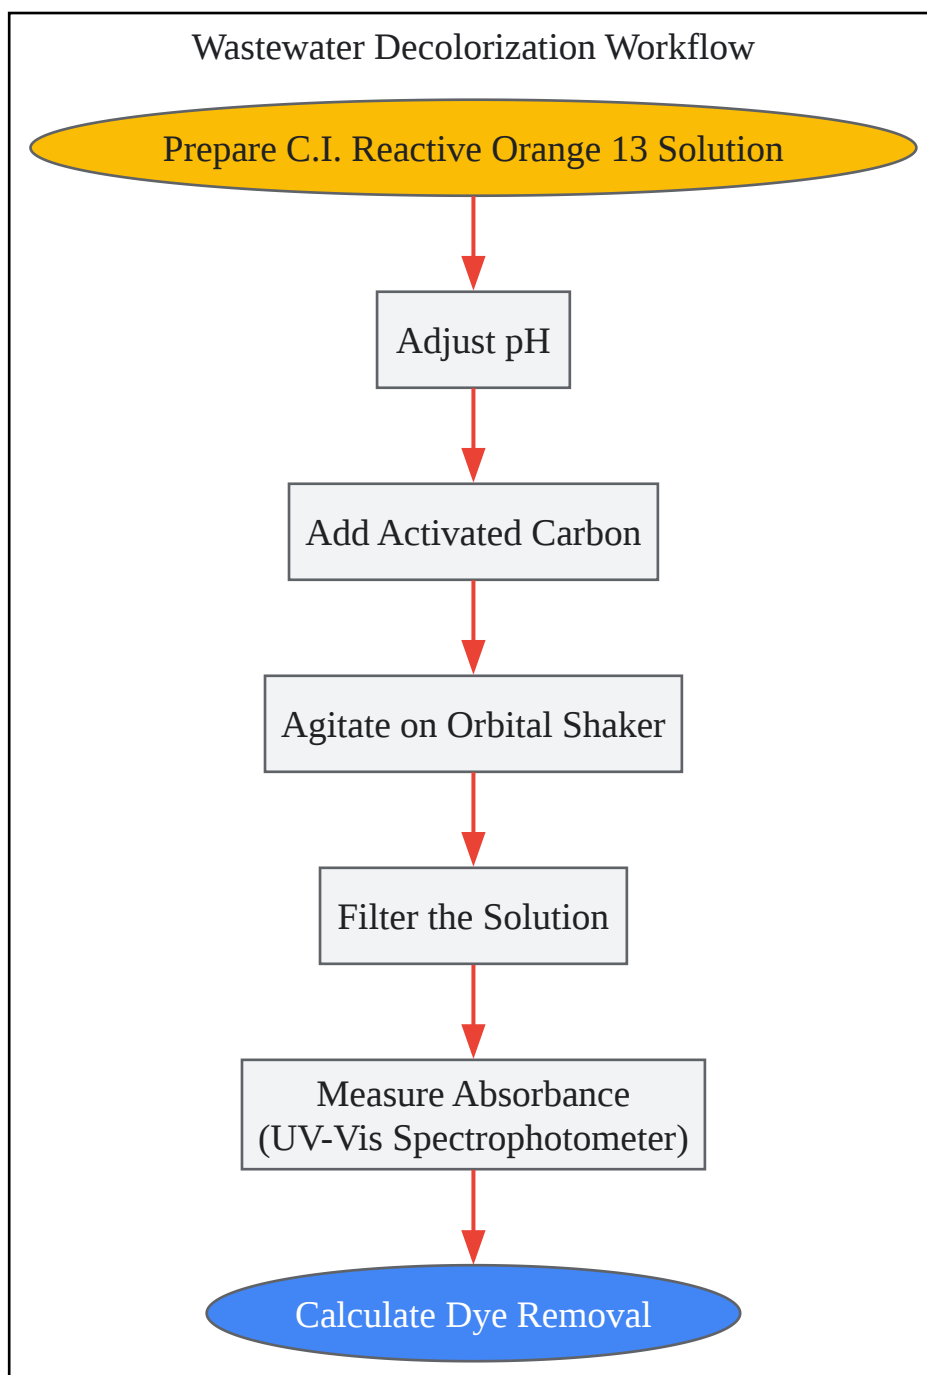 Wastewater Decolorization Workflow
Prepare C.I. Reactive Orange 13 Solution
Adjust pH
Add Activated Carbon
Agitate on Orbital Shaker
Filter the Solution
Measure Absorbance
(UV-Vis Spectrophotometer)
Calculate Dye Removal